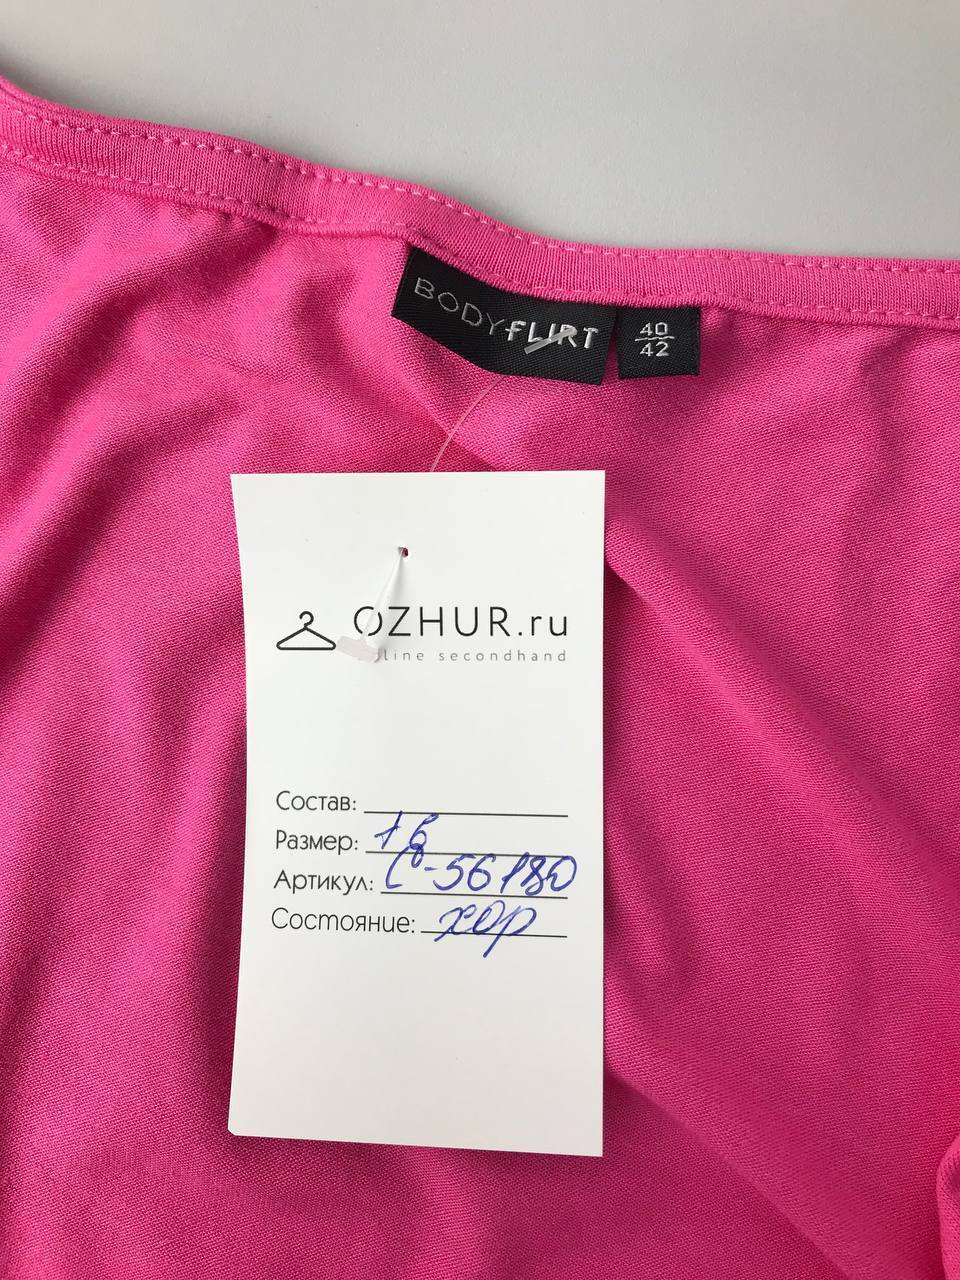 BODYFLIRT
40
42
OZHUR.ru
line secondhand
Состав:
Размер: 16
Артикул: С-56180
Состояние: хор